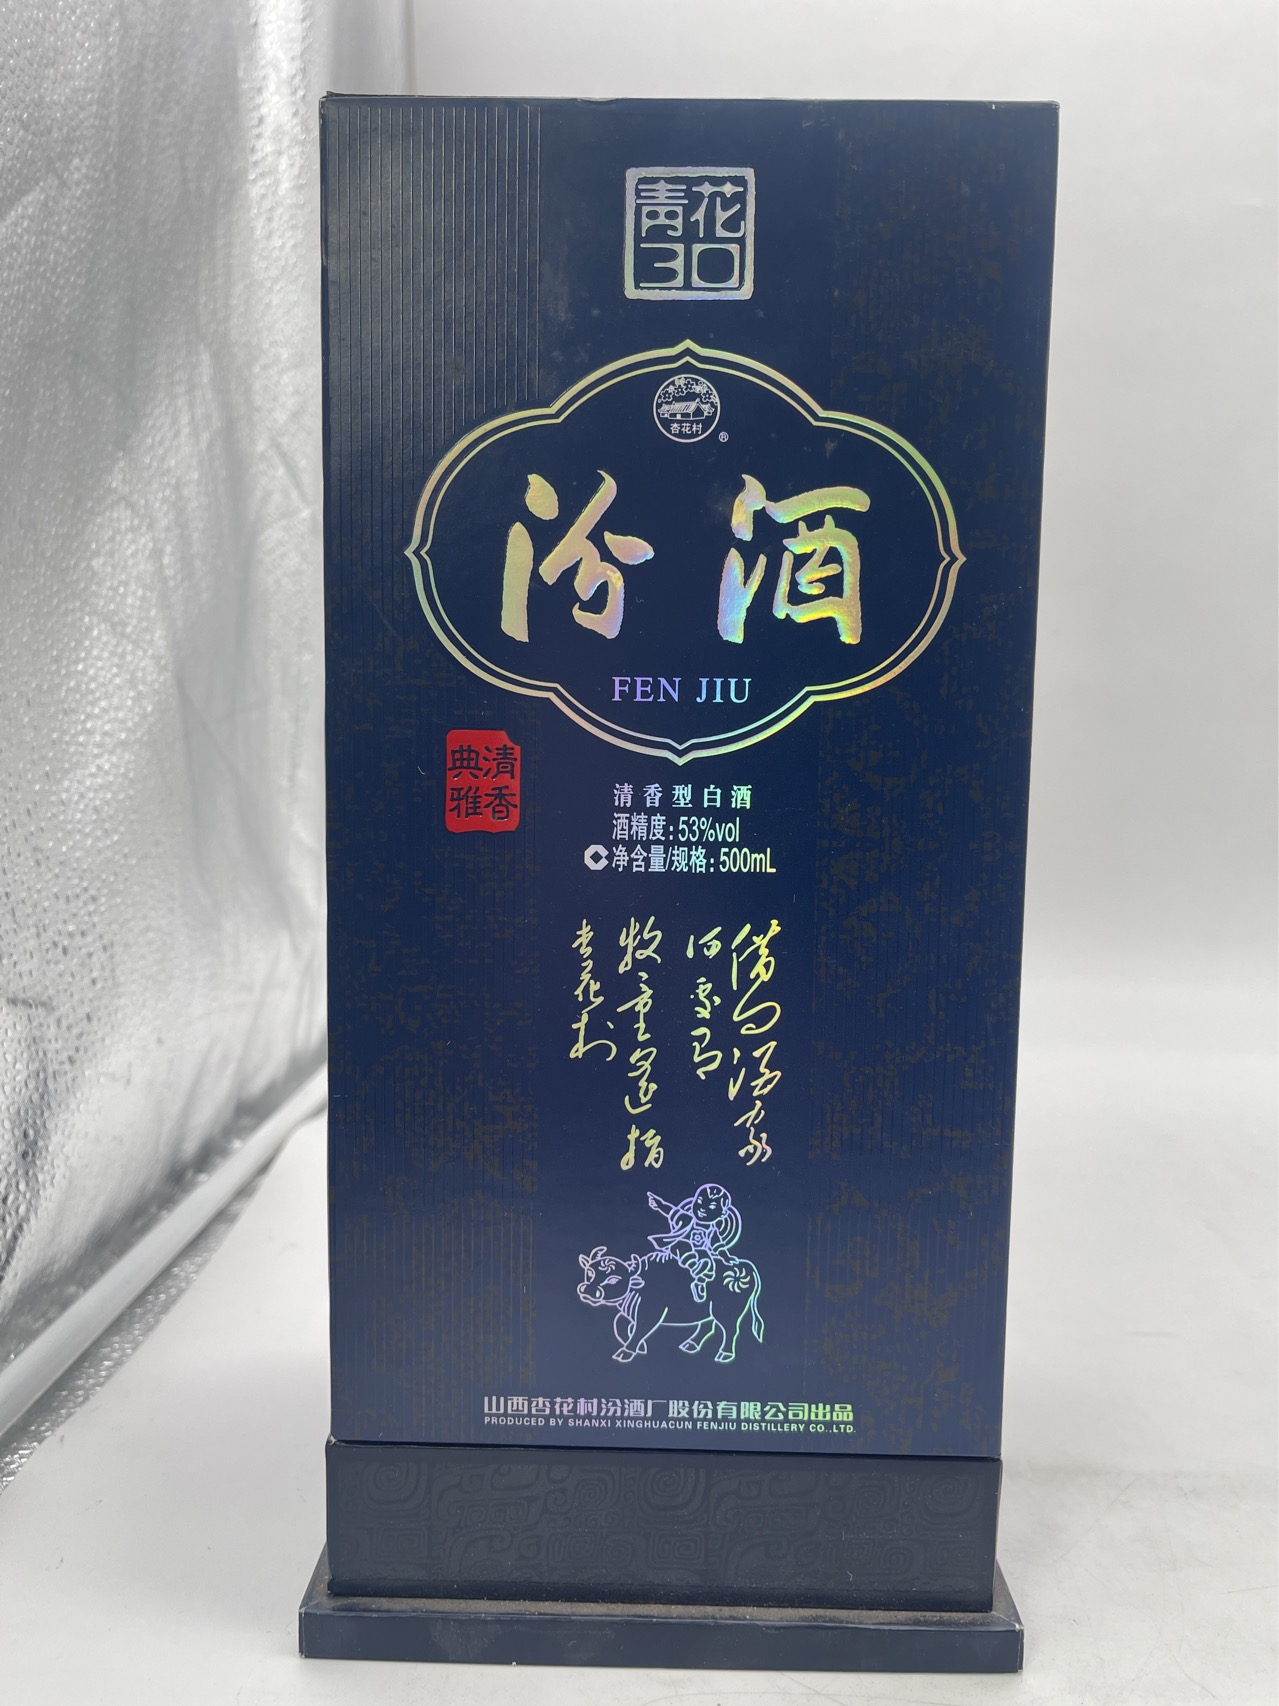 青花
30
杏花村
®
汾酒
FEN JIU
清香
典雅
清香型白酒
酒精度:53%vol
C净含量/规格:500mL
借问酒家
何处有
牧童遥指
杏花村
山西杏花村汾酒厂股份有限公司出品
PRODUCED BY SHANXI XINGHUACUN FENJIU DISTILLERY CO.,LTD.